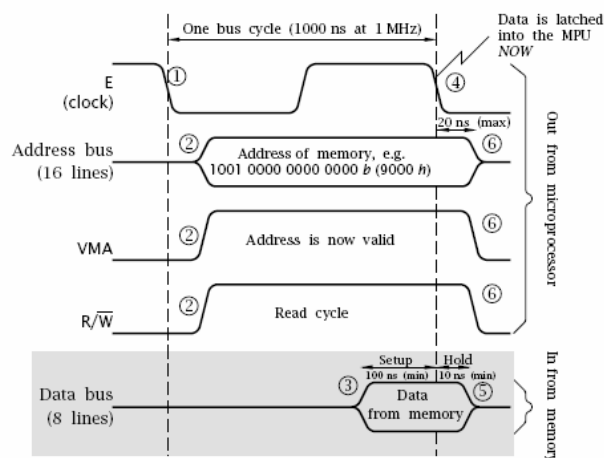 One bus cycle (1000 ns at 1 MHz)
Data is latched
into the MPU
NOW
E
(clock)
①
④
20 ns (max)
Address bus
(16 lines)
②
Address of memory, e.g.
1001 0000 0000 0000 b (9000 h)
⑥
VMA
②
Address is now valid
⑥
R/W̅
②
Read cycle
⑥
Out from microprocessor
Setup
Hold
100 ns (min)
10 ns (min)
Data bus
(8 lines)
③
Data
from memory
⑤
In from memory